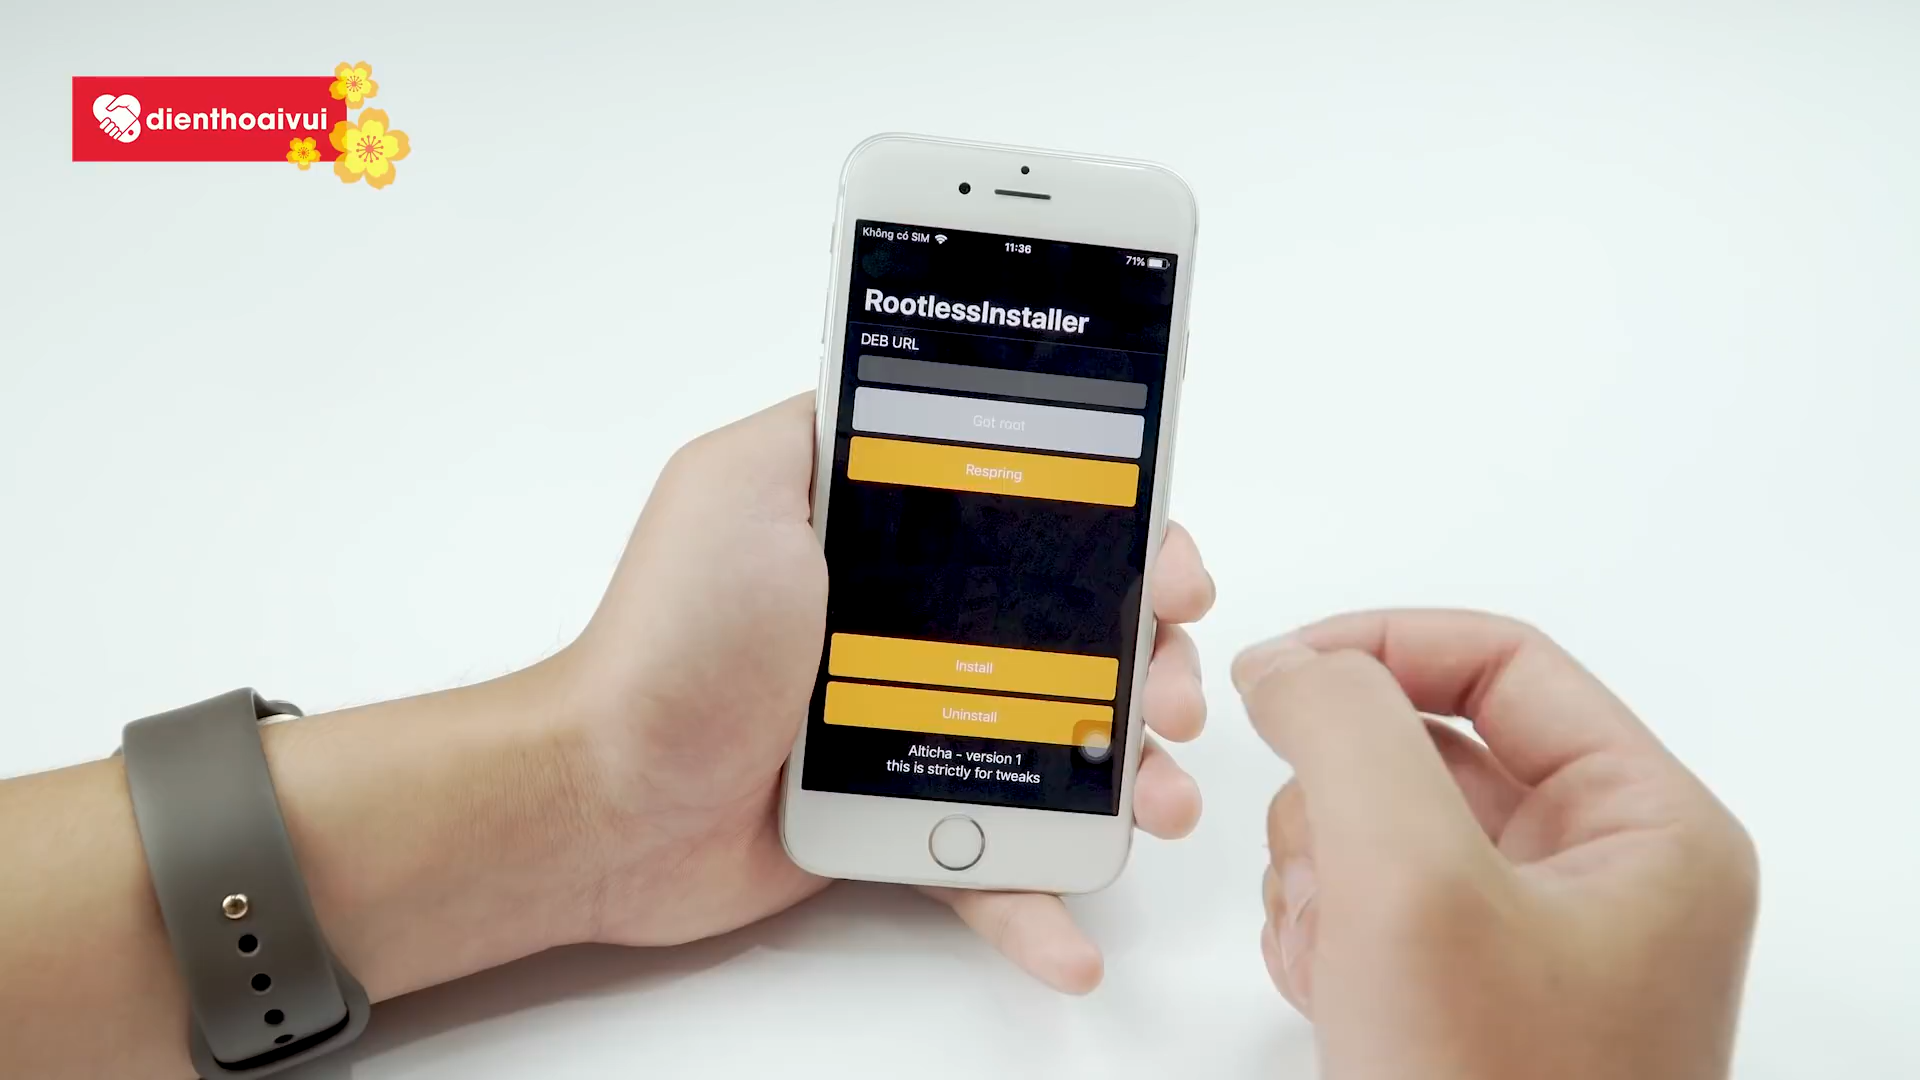 dienthoaivui
Không có SIM
11:36
71%
RootlessInstaller
DEB URL
Got root
Respring
Install
Uninstall
Alticha - version 1
this is strictly for tweaks